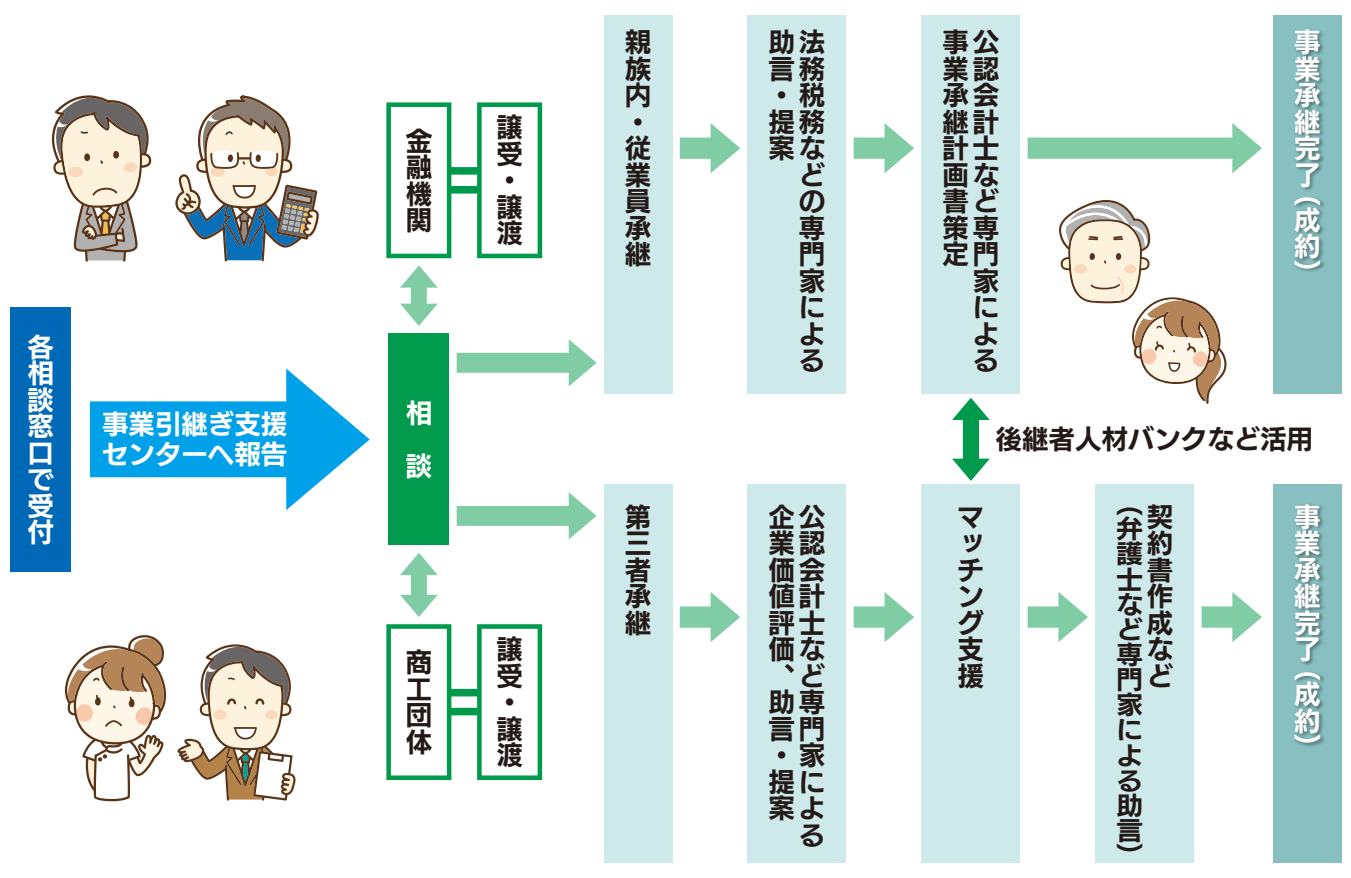 各相談窓口で受付
事業引継ぎ支援
センターへ報告
金融機関
譲受・譲渡
相談
商工団体
譲受・譲渡
親族内・従業員承継
法務税務などの専門家による
助言・提案
公認会計士など専門家による
事業承継計画書策定
事業承継完了(成約)
後継者人材バンクなど活用
第三者承継
公認会計士など専門家による
企業価値評価、助言・提案
マッチング支援
契約書作成など
(弁護士など専門家による助言)
事業承継完了(成約)